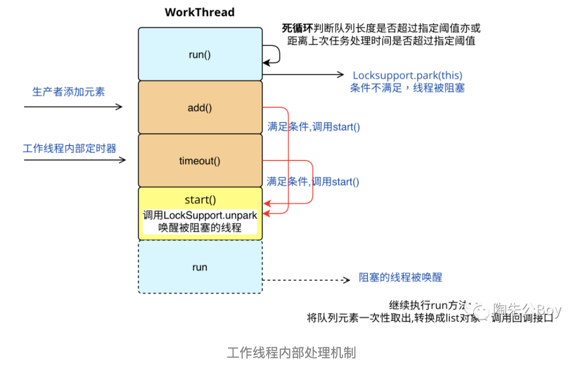 WorkThread
死循环判断队列长度是否超过指定阈值亦或
距离上次任务处理时间是否超过指定阈值
run()
Locksupport.park(this)
条件不满足，线程被阻塞
生产者添加元素
add()
满足条件,调用start()
工作线程内部定时器
timeout()
满足条件,调用start()
start()
调用LockSupport.unpark
唤醒被阻塞的线程
run
阻塞的线程被唤醒
继续执行run方法:
将队列元素一次性取出,转换成list对象 调用回调接口
陶朱公Boy
工作线程内部处理机制